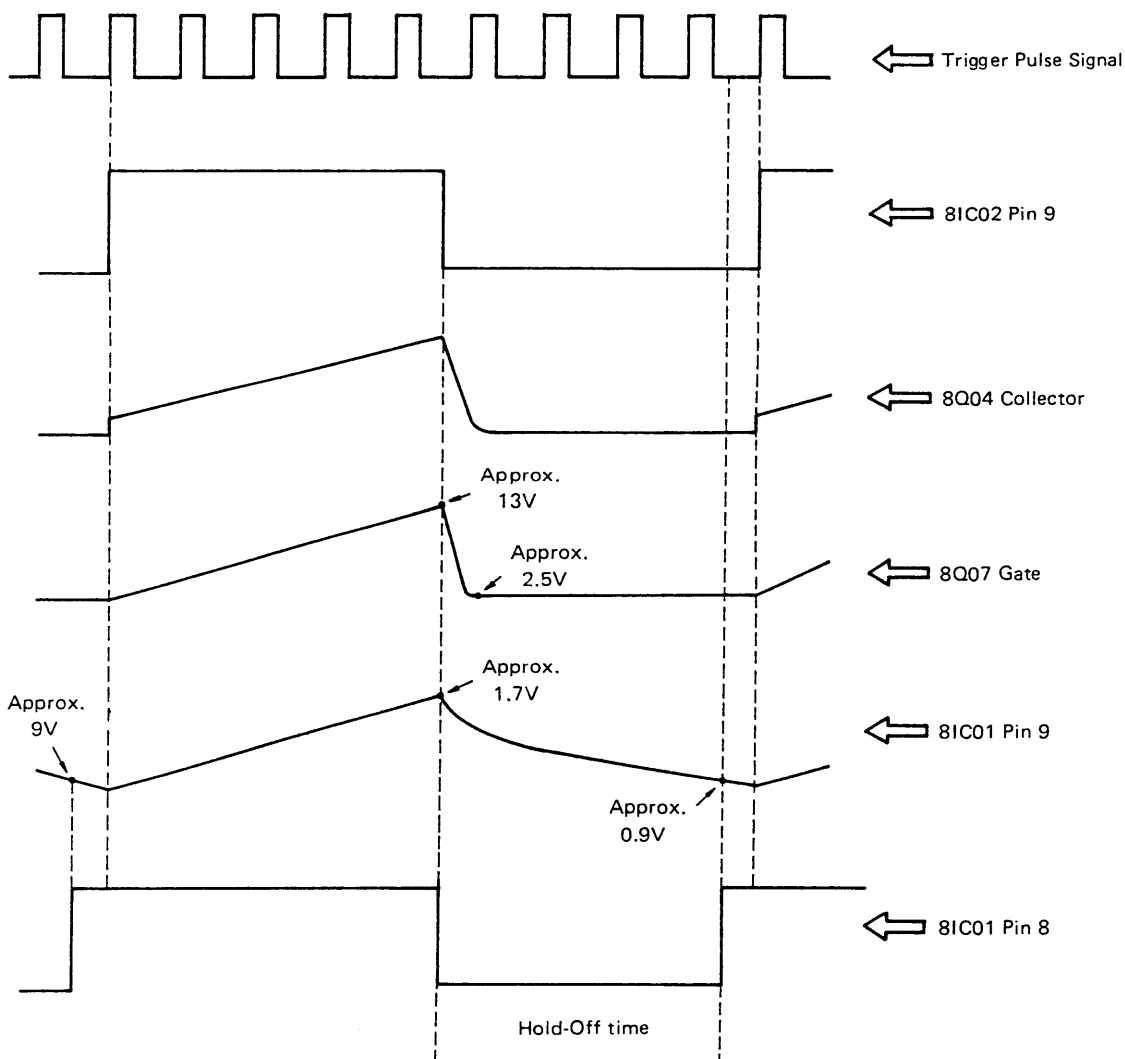 Trigger Pulse Signal
8IC02 Pin 9
8Q04 Collector
Approx.
13V
Approx.
2.5V
8Q07 Gate
Approx.
1.7V
Approx.
9V
8IC01 Pin 9
Approx.
0.9V
8IC01 Pin 8
Hold-Off time